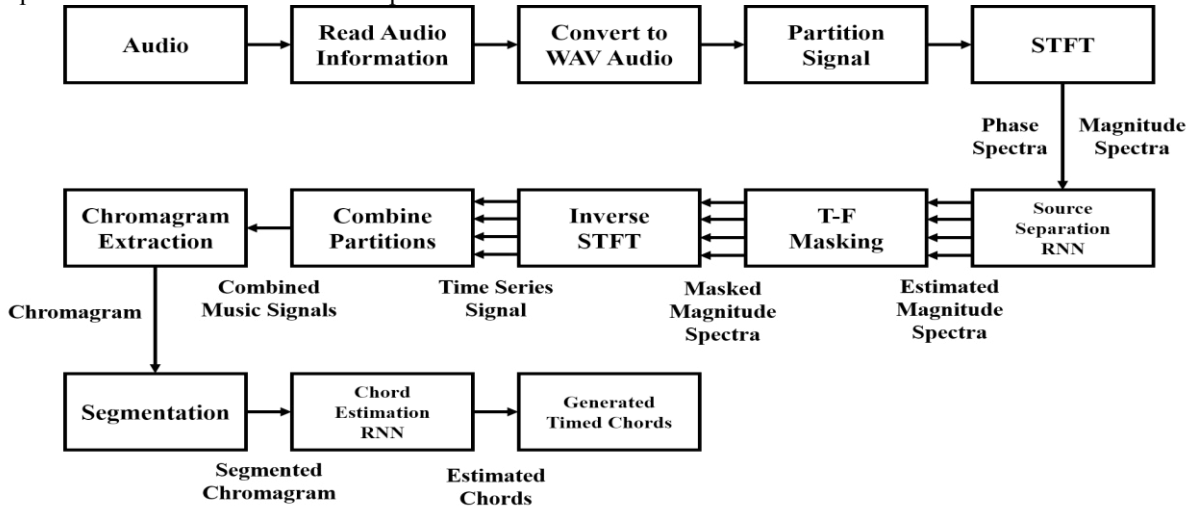 Audio
Read Audio
Information
Convert to
WAV Audio
Partition
Signal
STFT
Phase
Spectra
Magnitude
Spectra
Chromagram
Extraction
Combine
Partitions
Inverse
STFT
T-F
Masking
Source
Separation
RNN
Combined
Music Signals
Time Series
Signal
Masked
Magnitude
Spectra
Estimated
Magnitude
Spectra
Chromagram
Segmentation
Chord
Estimation
RNN
Generated
Timed Chords
Segmented
Chromagram
Estimated
Chords